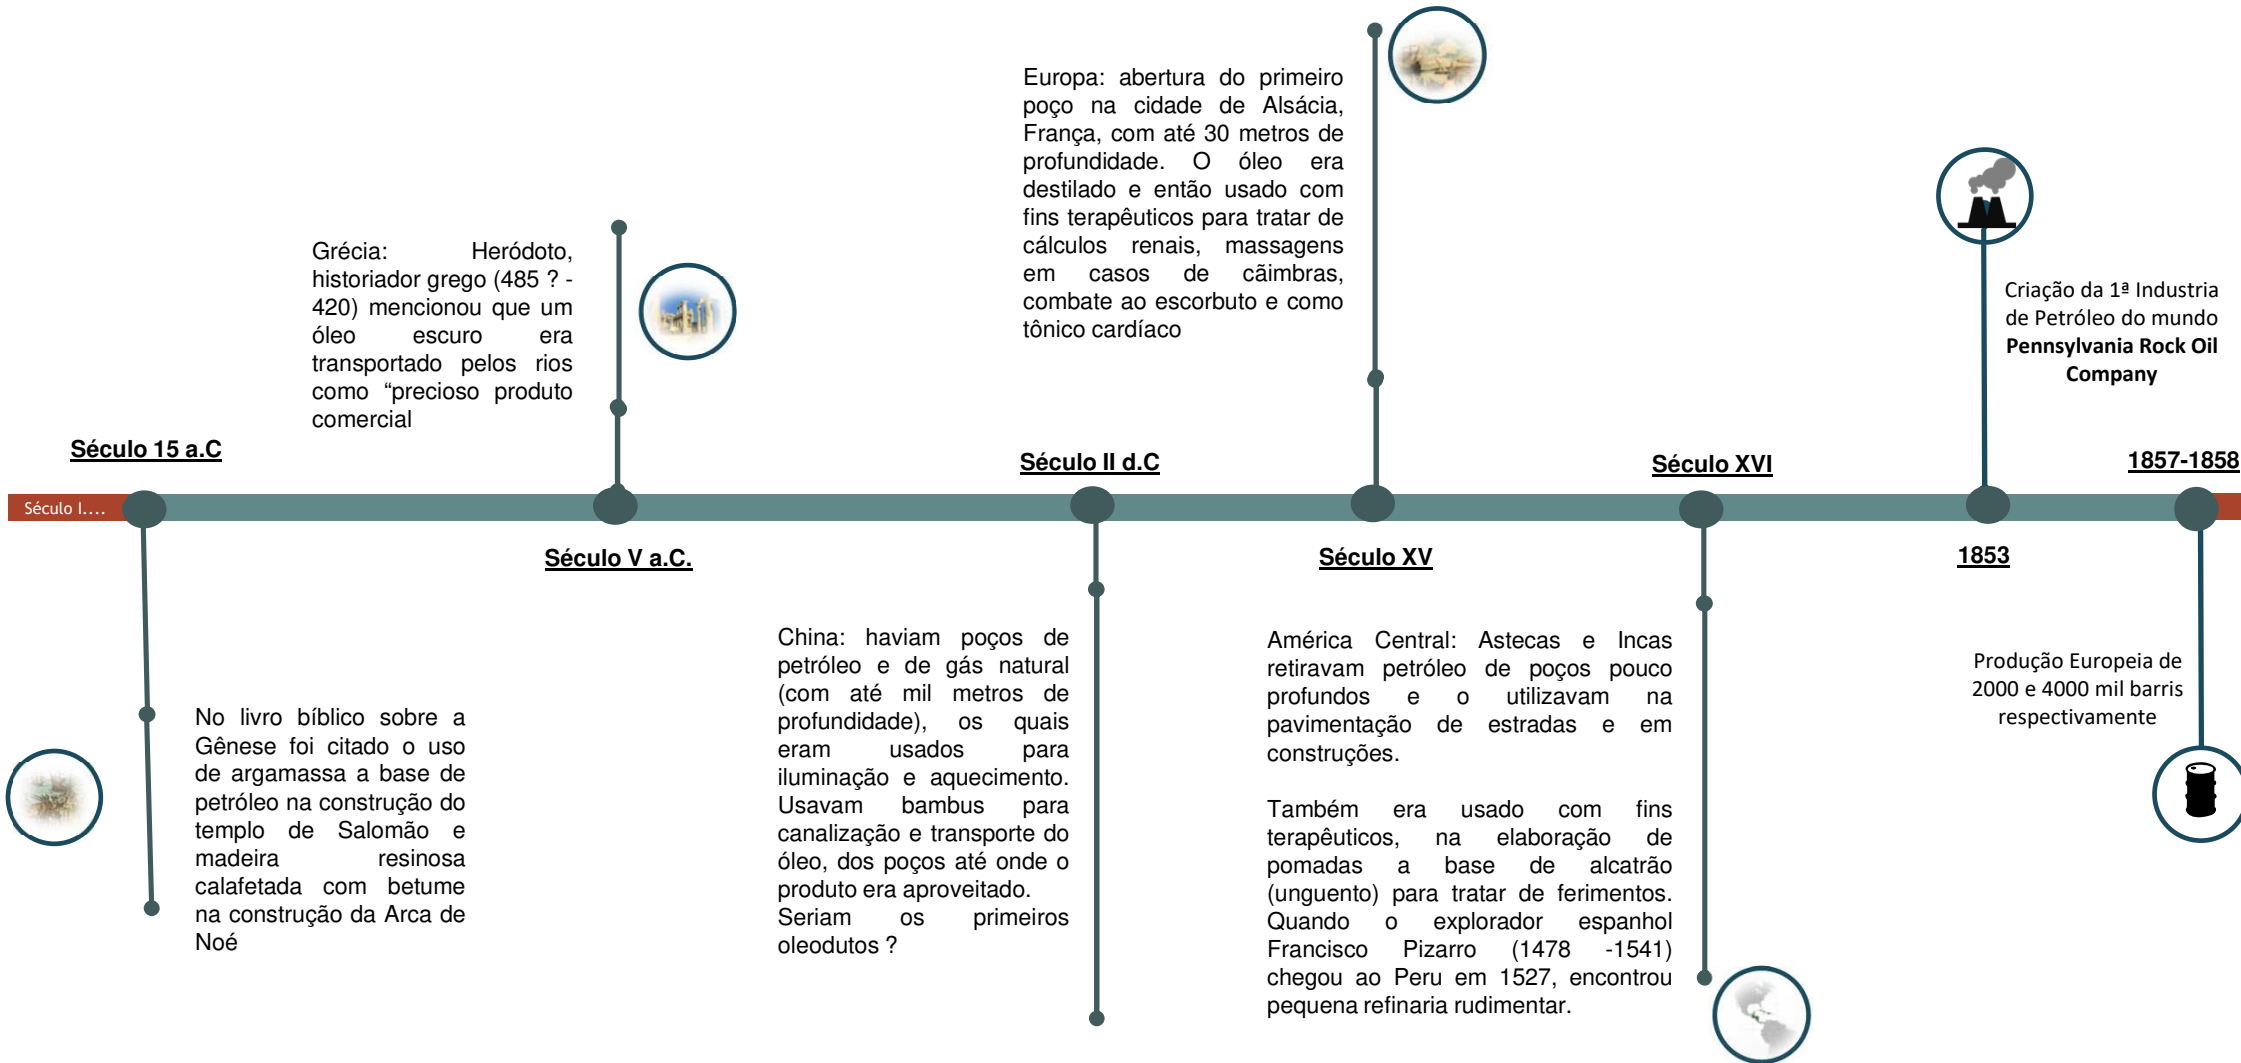 Século I....
Século 15 a.C
No livro bíblico sobre a
Gênese foi citado o uso
de argamassa a base de
petróleo na construção do
templo de Salomão e
madeira resinosa
calafetada com betume
na construção da Arca de
Noé
Grécia: Heródoto,
historiador grego (485 ? -
420) mencionou que um
óleo escuro era
transportado pelos rios
como “precioso produto
comercial
Século V a.C.
Século II d.C
China: haviam poços de
petróleo e de gás natural
(com até mil metros de
profundidade), os quais
eram usados para
iluminação e aquecimento.
Usavam bambus para
canalização e transporte do
óleo, dos poços até onde o
produto era aproveitado.
Seriam os primeiros
oleodutos ?
Europa: abertura do primeiro
poço na cidade de Alsácia,
França, com até 30 metros de
profundidade. O óleo era
destilado e então usado com
fins terapêuticos para tratar de
cálculos renais, massagens
em casos de cãimbras,
combate ao escorbuto e como
tônico cardíaco
Século XV
Século XVI
América Central: Astecas e Incas
retiravam petróleo de poços pouco
profundos e o utilizavam na
pavimentação de estradas e em
construções.
Também era usado com fins
terapêuticos, na elaboração de
pomadas a base de alcatrão
(unguento) para tratar de ferimentos.
Quando o explorador espanhol
Francisco Pizarro (1478 -1541)
chegou ao Peru em 1527, encontrou
pequena refinaria rudimentar.
Criação da 1ª Industria
de Petróleo do mundo
Pennsylvania Rock Oil
Company
1853
1857-1858
Produção Europeia de
2000 e 4000 mil barris
respectivamente